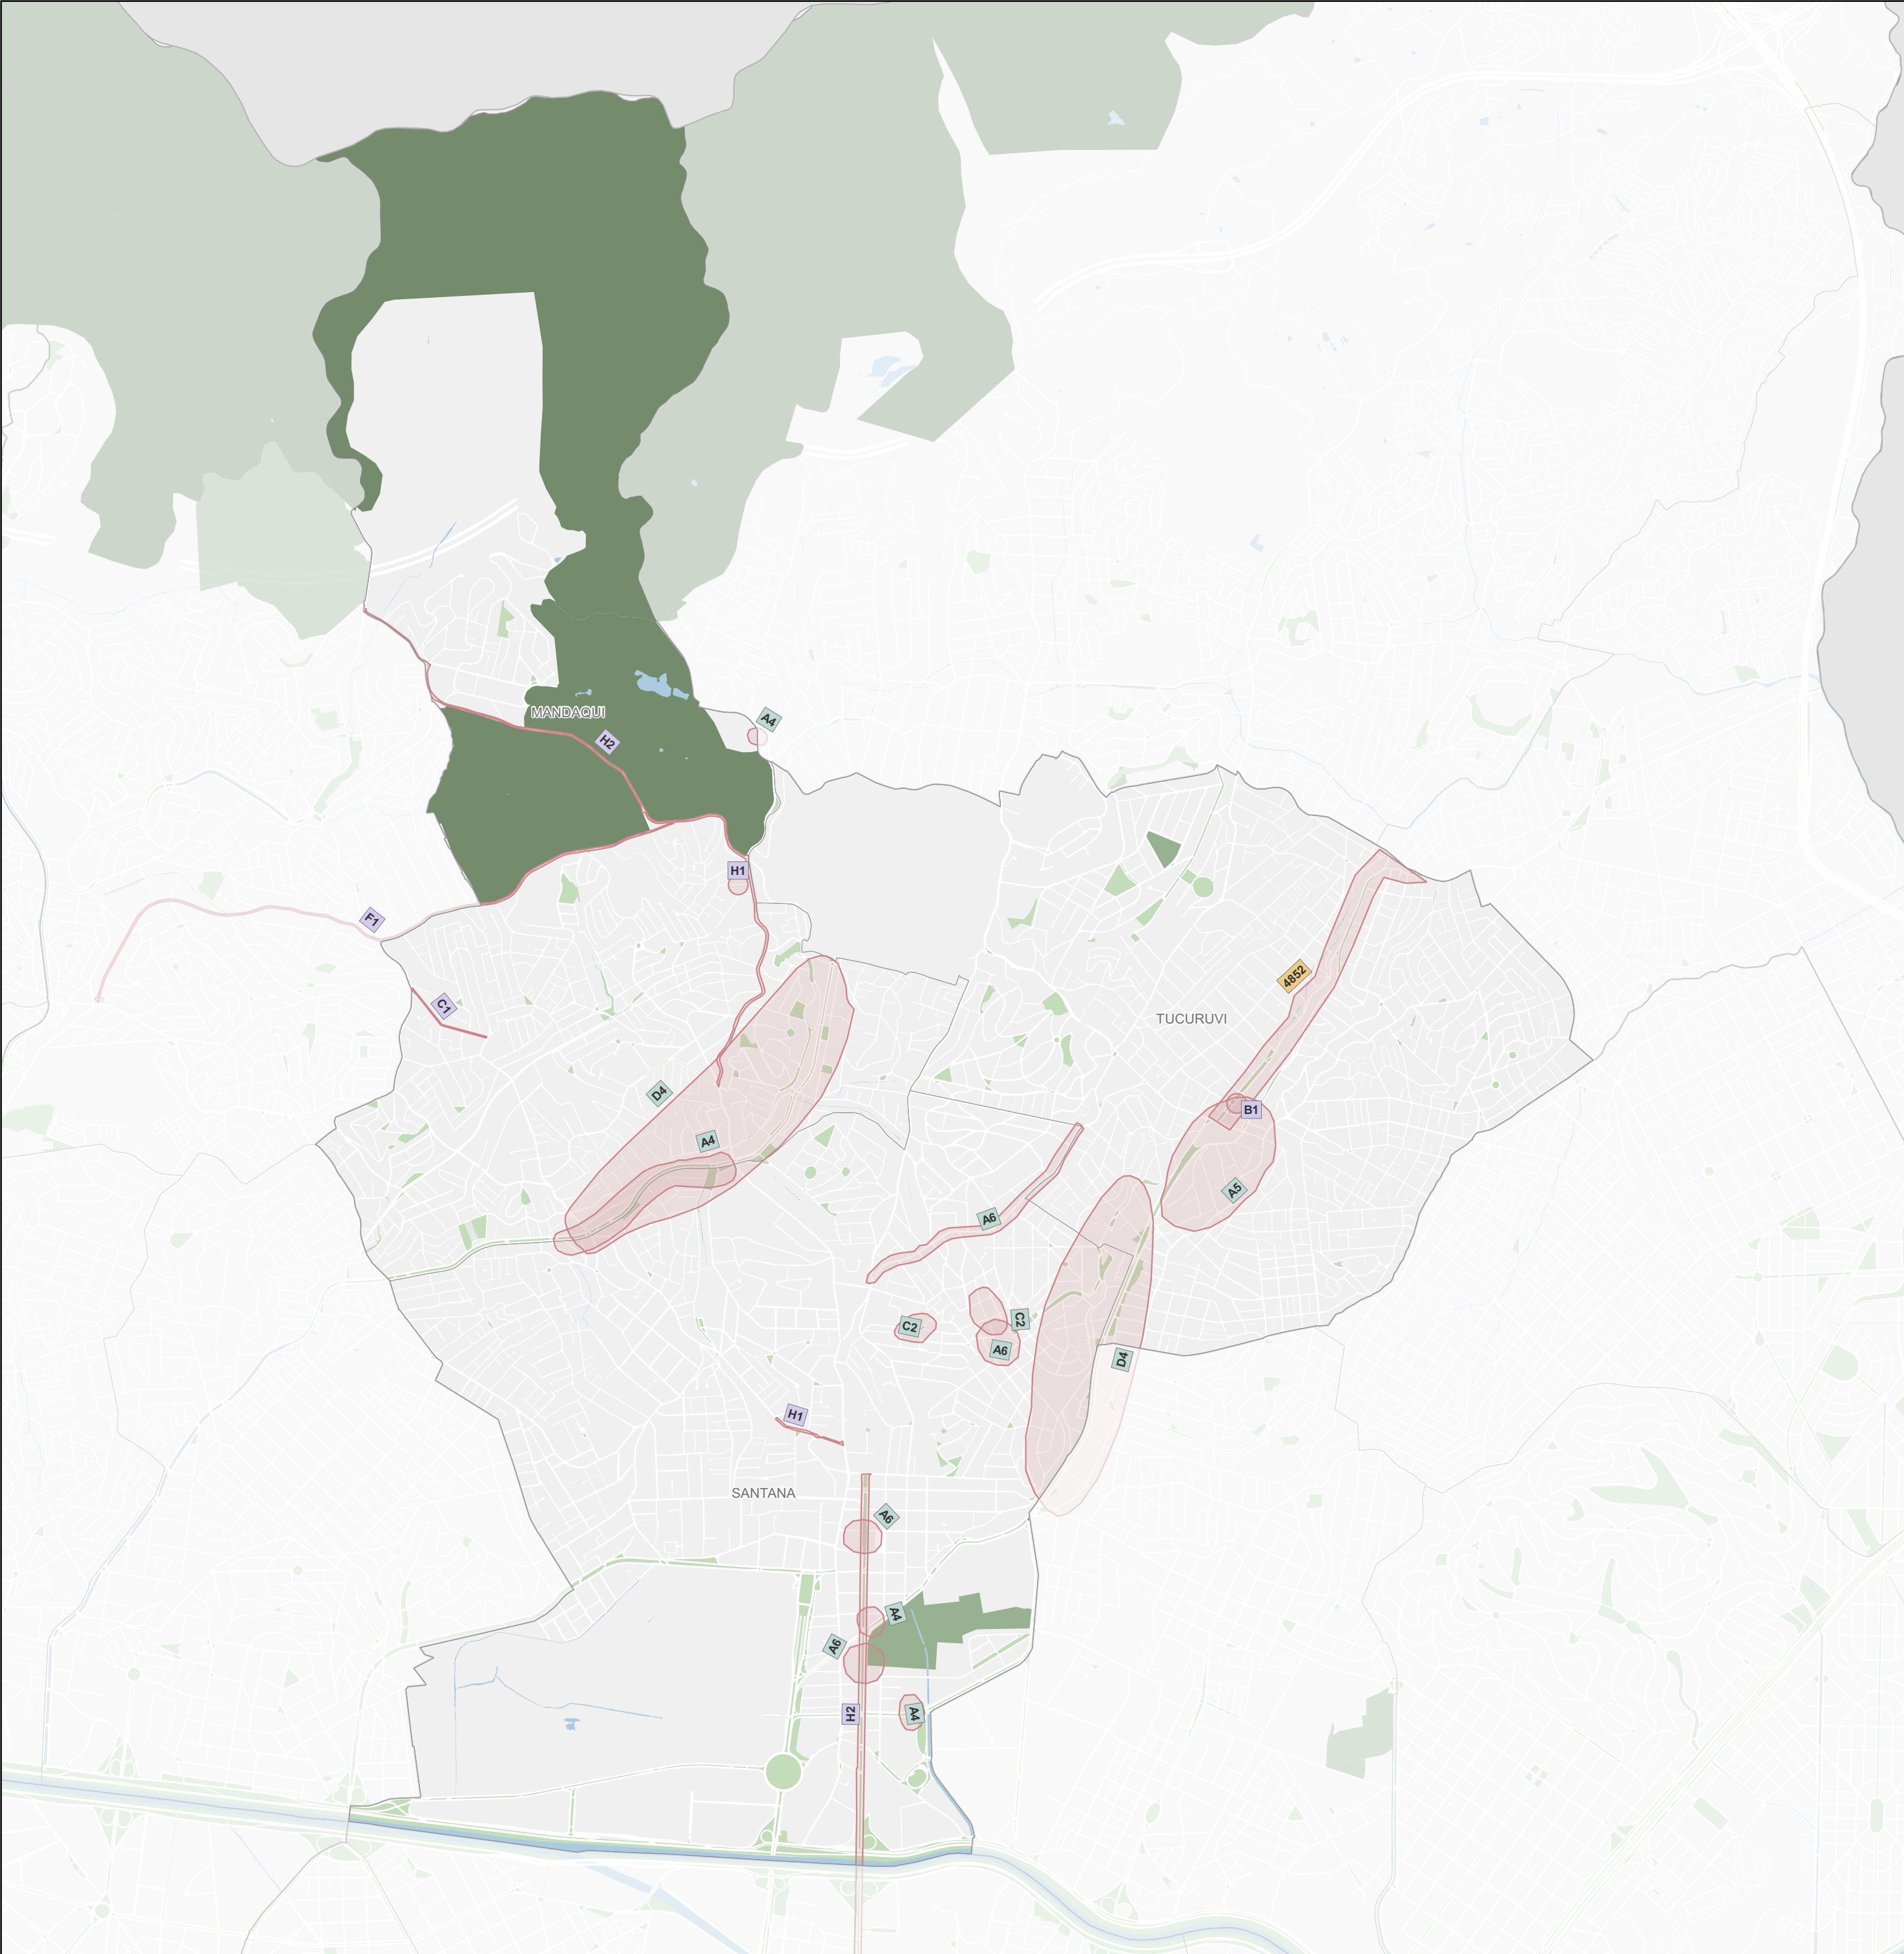 MANDAQUI
A4
H2
H1
F1
4852
C1
TUCURUVI
D4
B1
A4
A5
A6
C2
C2
A6
D4
H1
SANTANA
A6
A4
A6
H2
A4